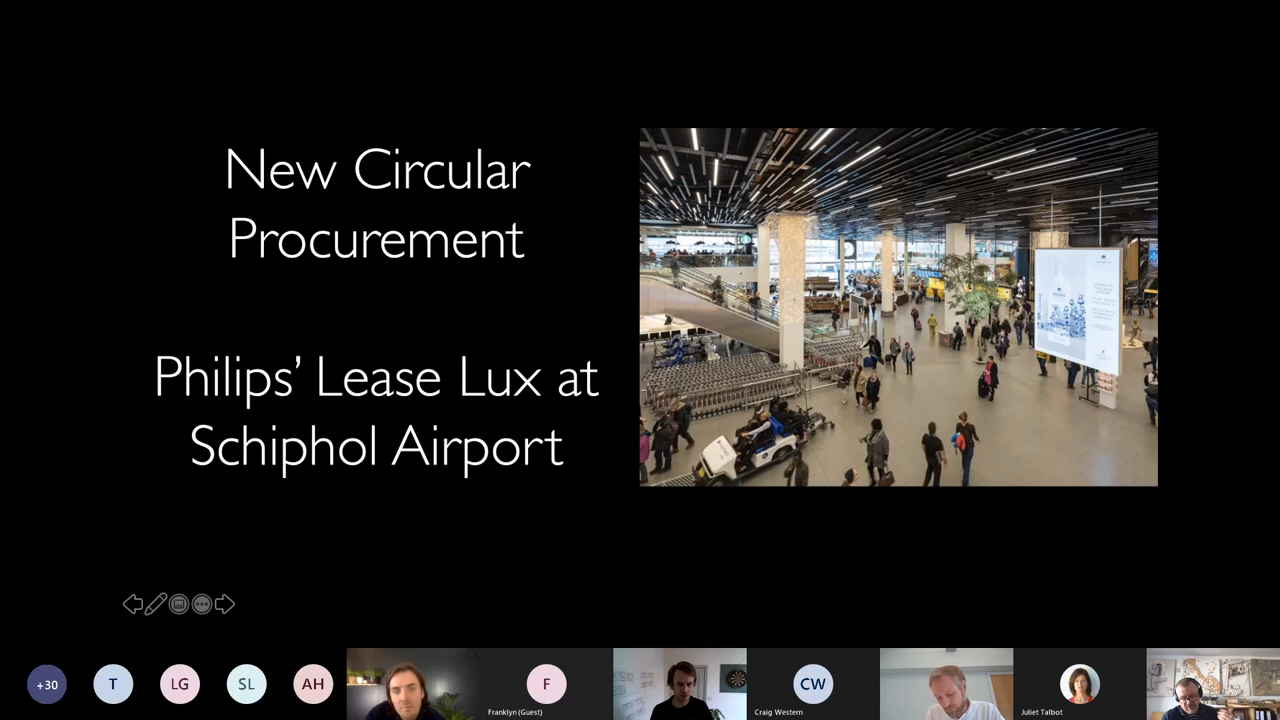 New Circular
Procurement
Philips’ Lease Lux at
Schiphol Airport
+30
T
LG
SL
AH
F
Franklyn (Guest)
CW
Craig Western
Juliet Talbot